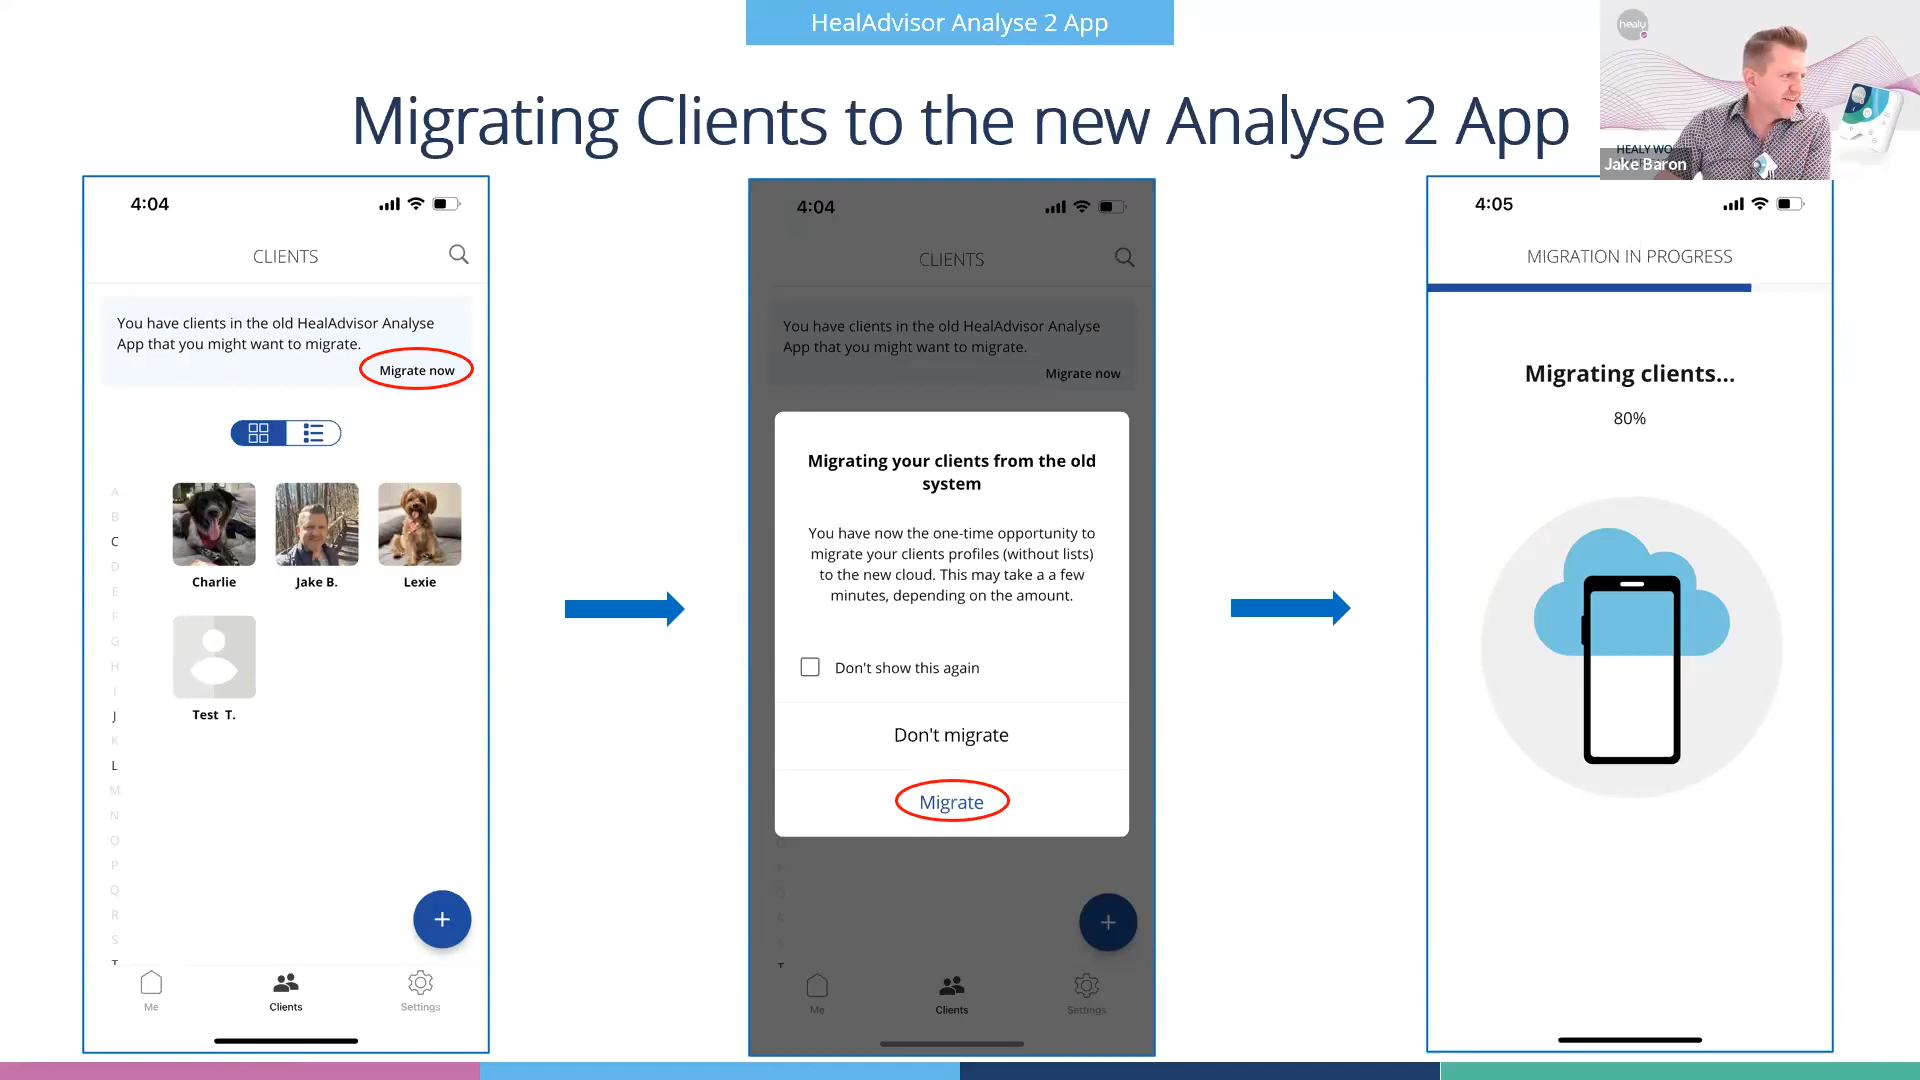 HealAdvisor Analyse 2 App
Migrating Clients to the new Analyse 2 App
healy
HEALY WO
Jake Baron
4:04
CLIENTS
You have clients in the old HealAdvisor Analyse
App that you might want to migrate.
Migrate now
A
B
C
D
E
F
G
H
I
J
K
L
M
N
O
P
Q
R
S
T
Charlie
Jake B.
Lexie
Test T.
+
Me
Clients
Settings
4:04
CLIENTS
You have clients in the old HealAdvisor Analyse
App that you might want to migrate.
Migrate now
Migrating your clients from the old
system
You have now the one-time opportunity to
migrate your clients profiles (without lists)
to the new cloud. This may take a a few
minutes, depending on the amount.
Don't show this again
Don't migrate
Migrate
+
Me
Clients
Settings
4:05
MIGRATION IN PROGRESS
Migrating clients...
80%